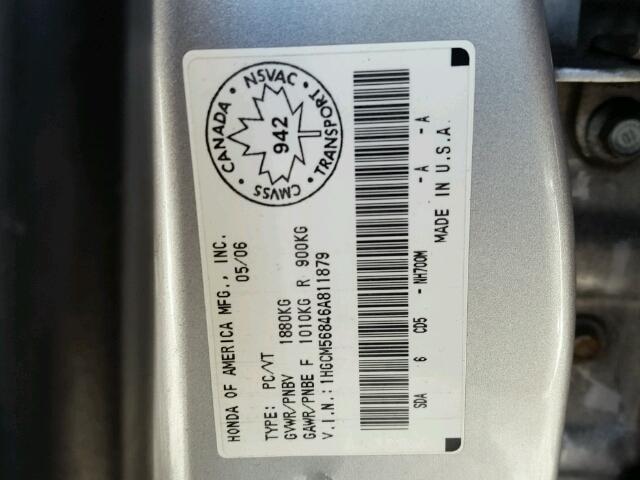 HONDA OF AMERICA MFG., INC.
05/06
TYPE: PC/VT
GVWR/PNBV 1880KG
GAWR/PNBE F 1010KG R 900KG
V.I.N.: 1HGCM56846A811879
SDA 6 CD5 - NH700M - A - A
MADE IN U.S.A.
CANADA • NSVAC • TRANSPORT • CMVSS •
942